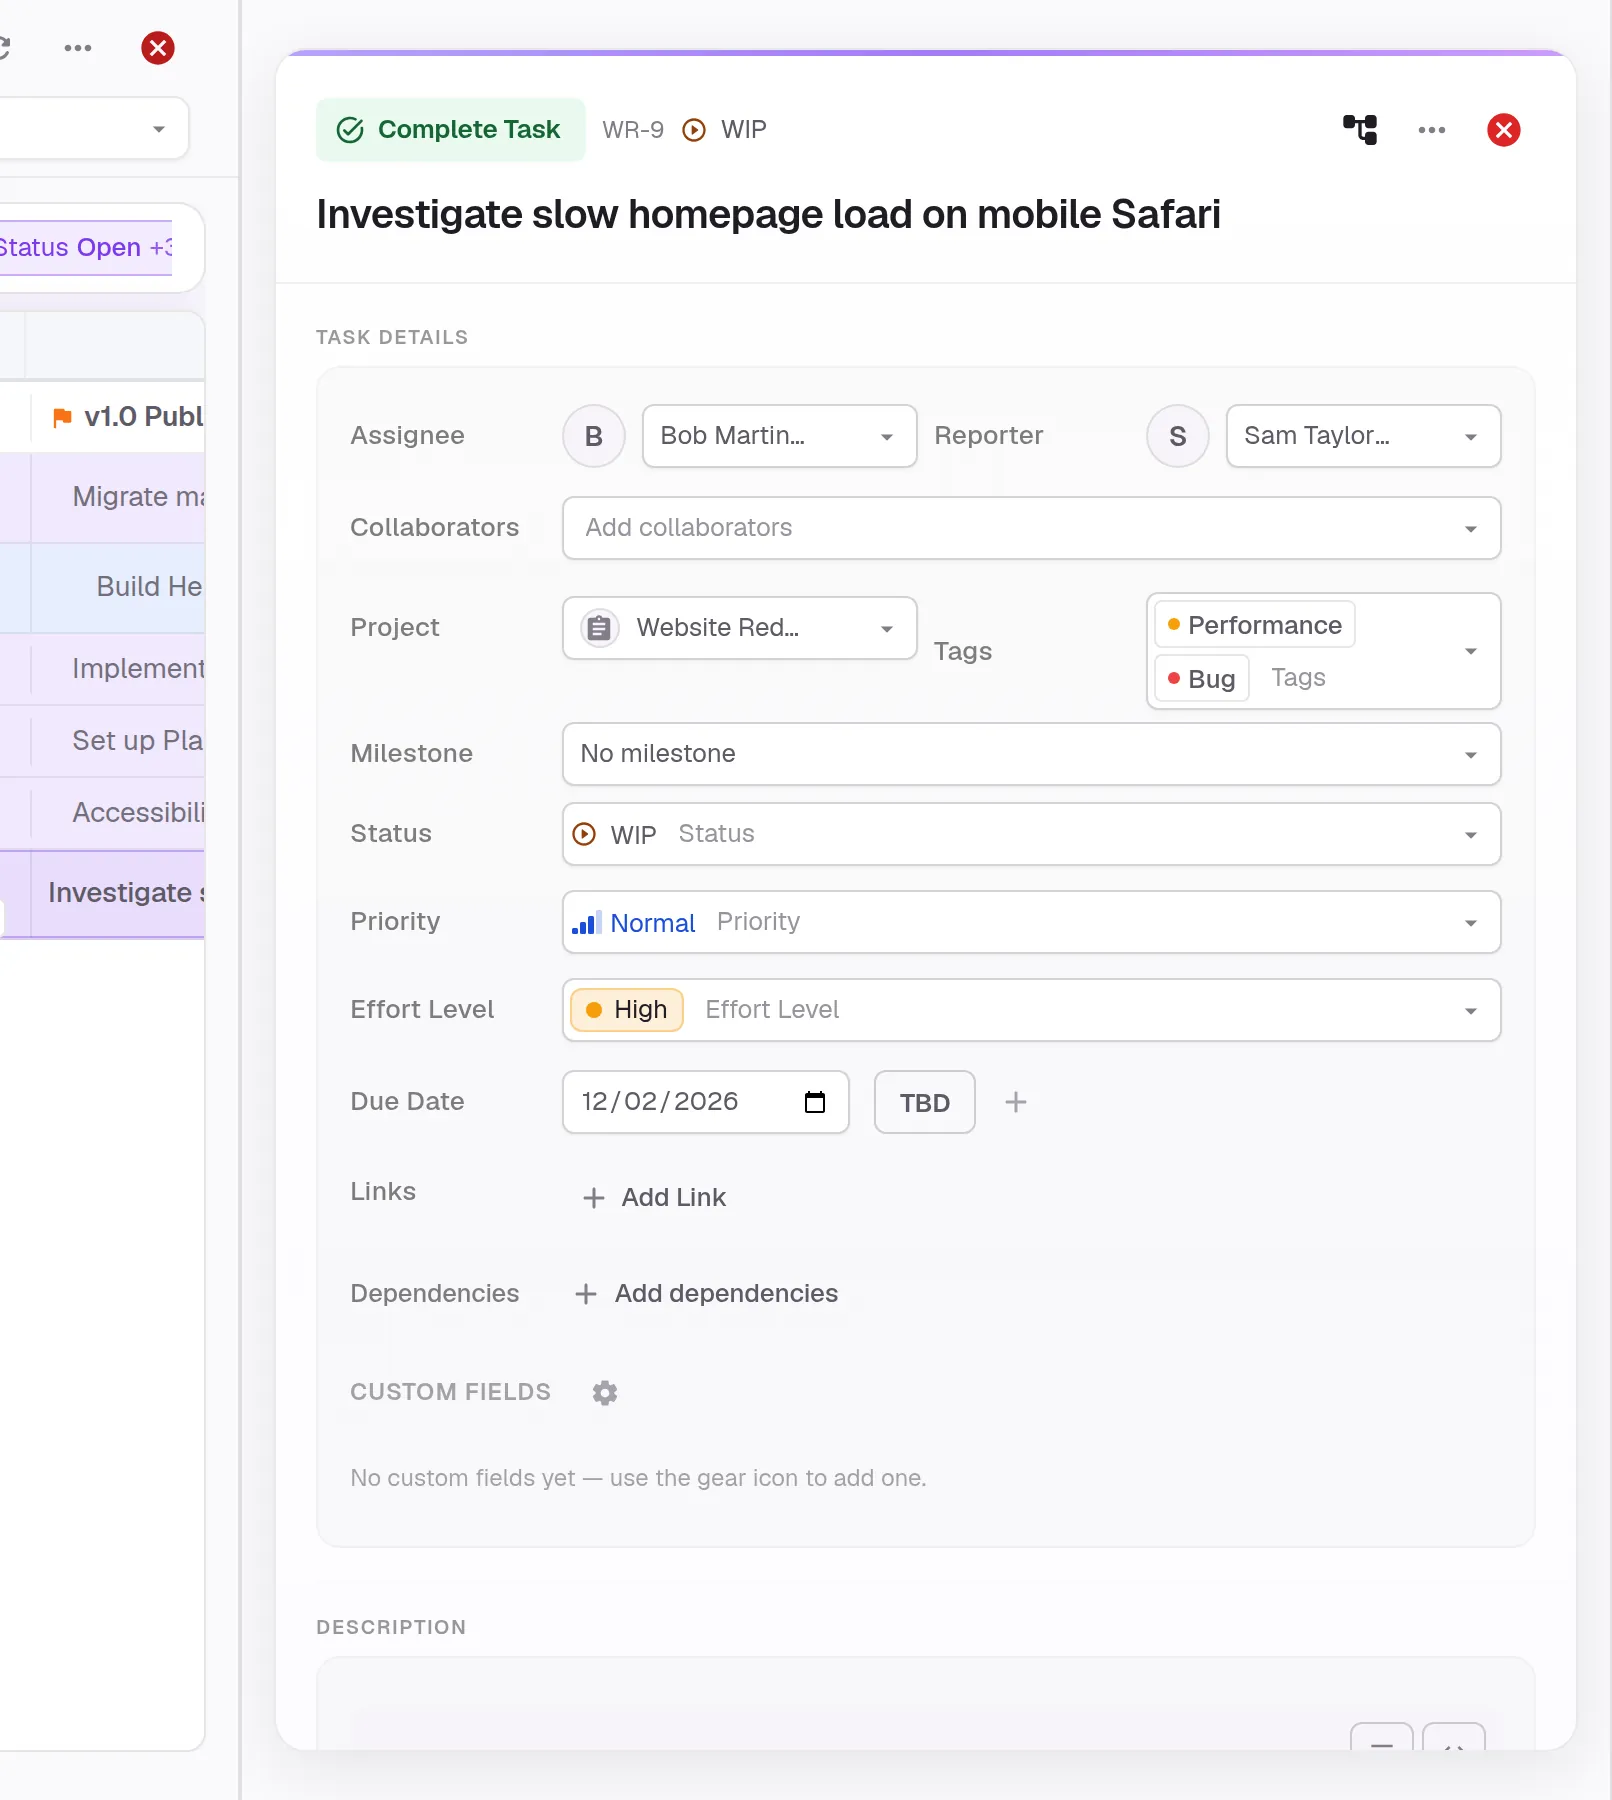 Status Open +3
v1.0 Publ
Migrate ma
Build He
Implement
Set up Pla
Accessibili
Investigate s
Complete Task WR-9 WIP
Investigate slow homepage load on mobile Safari
TASK DETAILS
Assignee B Bob Martin... Reporter S Sam Taylor...
Collaborators Add collaborators
Project Website Red... Tags Performance
Bug Tags
Milestone No milestone
Status WIP Status
Priority Normal Priority
Effort Level High Effort Level
Due Date 12/02/2026 TBD
Links Add Link
Dependencies Add dependencies
CUSTOM FIELDS
No custom fields yet — use the gear icon to add one.
DESCRIPTION